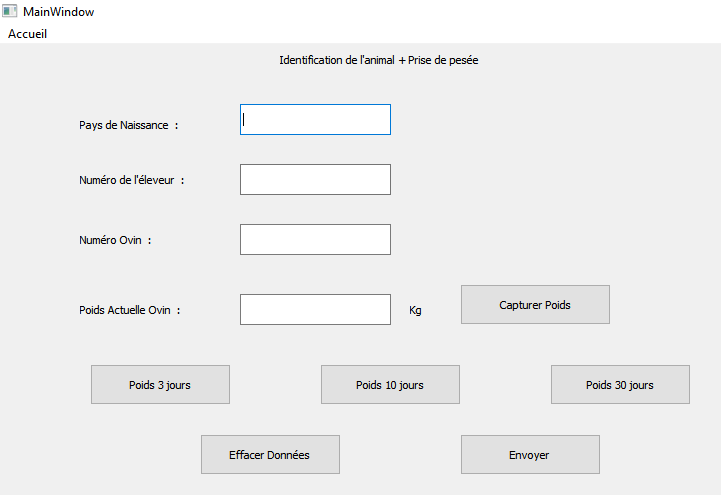 MainWindow
Accueil
Identification de l'animal + Prise de pesée
Pays de Naissance :
Numéro de l'éleveur :
Numéro Ovin :
Poids Actuelle Ovin :
Kg
Capturer Poids
Poids 3 jours
Poids 10 jours
Poids 30 jours
Effacer Données
Envoyer